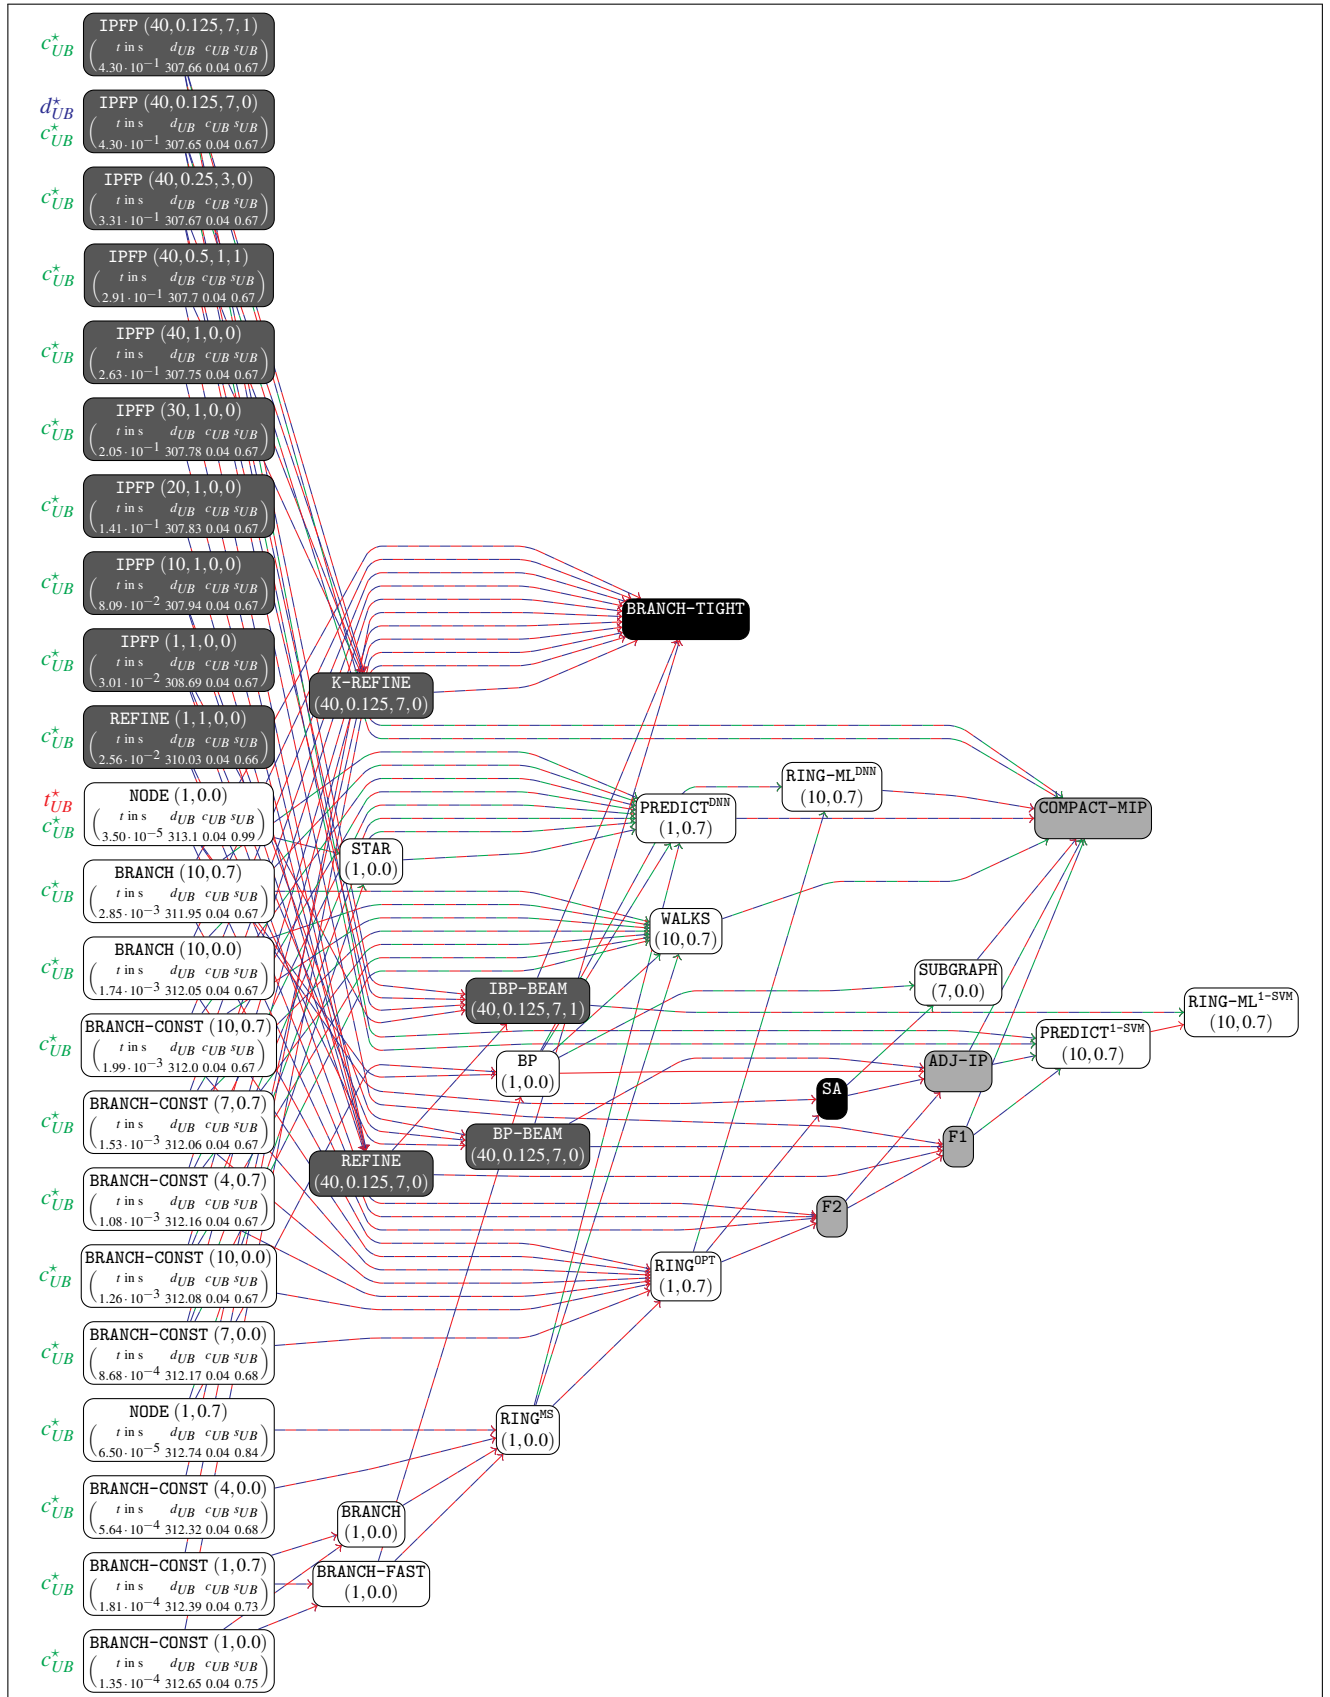 c*UB
IPFP (40,0.125,7,1)
t in s dUB cUB sUB
4.30·10−1 307.66 0.04 0.67
d*UB
c*UB
IPFP (40,0.125,7,0)
t in s dUB cUB sUB
4.30·10−1 307.65 0.04 0.67
c*UB
IPFP (40,0.25,3,0)
t in s dUB cUB sUB
3.31·10−1 307.67 0.04 0.67
c*UB
IPFP (40,0.5,1,1)
t in s dUB cUB sUB
2.91·10−1 307.7 0.04 0.67
c*UB
IPFP (40,1,0,0)
t in s dUB cUB sUB
2.63·10−1 307.75 0.04 0.67
c*UB
IPFP (30,1,0,0)
t in s dUB cUB sUB
2.05·10−1 307.78 0.04 0.67
c*UB
IPFP (20,1,0,0)
t in s dUB cUB sUB
1.41·10−1 307.83 0.04 0.67
c*UB
IPFP (10,1,0,0)
t in s dUB cUB sUB
8.09·10−2 307.94 0.04 0.67
c*UB
IPFP (1,1,0,0)
t in s dUB cUB sUB
3.01·10−2 308.69 0.04 0.67
c*UB
REFINE (1,1,0,0)
t in s dUB cUB sUB
2.56·10−2 310.03 0.04 0.66
t*UB
c*UB
NODE (1,0.0)
t in s dUB cUB sUB
3.50·10−5 313.1 0.04 0.99
c*UB
BRANCH (10,0.7)
t in s dUB cUB sUB
2.85·10−3 311.95 0.04 0.67
c*UB
BRANCH (10,0.0)
t in s dUB cUB sUB
1.74·10−3 312.05 0.04 0.67
c*UB
BRANCH-CONST (10,0.7)
t in s dUB cUB sUB
1.99·10−3 312.0 0.04 0.67
c*UB
BRANCH-CONST (7,0.7)
t in s dUB cUB sUB
1.53·10−3 312.06 0.04 0.67
c*UB
BRANCH-CONST (4,0.7)
t in s dUB cUB sUB
1.08·10−3 312.16 0.04 0.67
c*UB
BRANCH-CONST (10,0.0)
t in s dUB cUB sUB
1.26·10−3 312.08 0.04 0.67
c*UB
BRANCH-CONST (7,0.0)
t in s dUB cUB sUB
8.68·10−4 312.17 0.04 0.68
c*UB
NODE (1,0.7)
t in s dUB cUB sUB
6.50·10−5 312.74 0.04 0.84
c*UB
BRANCH-CONST (4,0.0)
t in s dUB cUB sUB
5.64·10−4 312.32 0.04 0.68
c*UB
BRANCH-CONST (1,0.7)
t in s dUB cUB sUB
1.81·10−4 312.39 0.04 0.73
c*UB
BRANCH-CONST (1,0.0)
t in s dUB cUB sUB
1.35·10−4 312.65 0.04 0.75
K-REFINE
(40,0.125,7,0)
STAR
(1,0.0)
REFINE
(40,0.125,7,0)
BRANCH
(1,0.0)
BRANCH-FAST
(1,0.0)
IBP-BEAM
(40,0.125,7,1)
BP
(1,0.0)
BP-BEAM
(40,0.125,7,0)
RINGMS
(1,0.0)
BRANCH-TIGHT
PREDICTDNN
(1,0.7)
WALKS
(10,0.7)
RINGOPT
(1,0.7)
RING-MLDNN
(10,0.7)
SA
F2
SUBGRAPH
(7,0.0)
ADJ-IP
F1
COMPACT-MIP
PREDICT1-SVM
(10,0.7)
RING-ML1-SVM
(10,0.7)